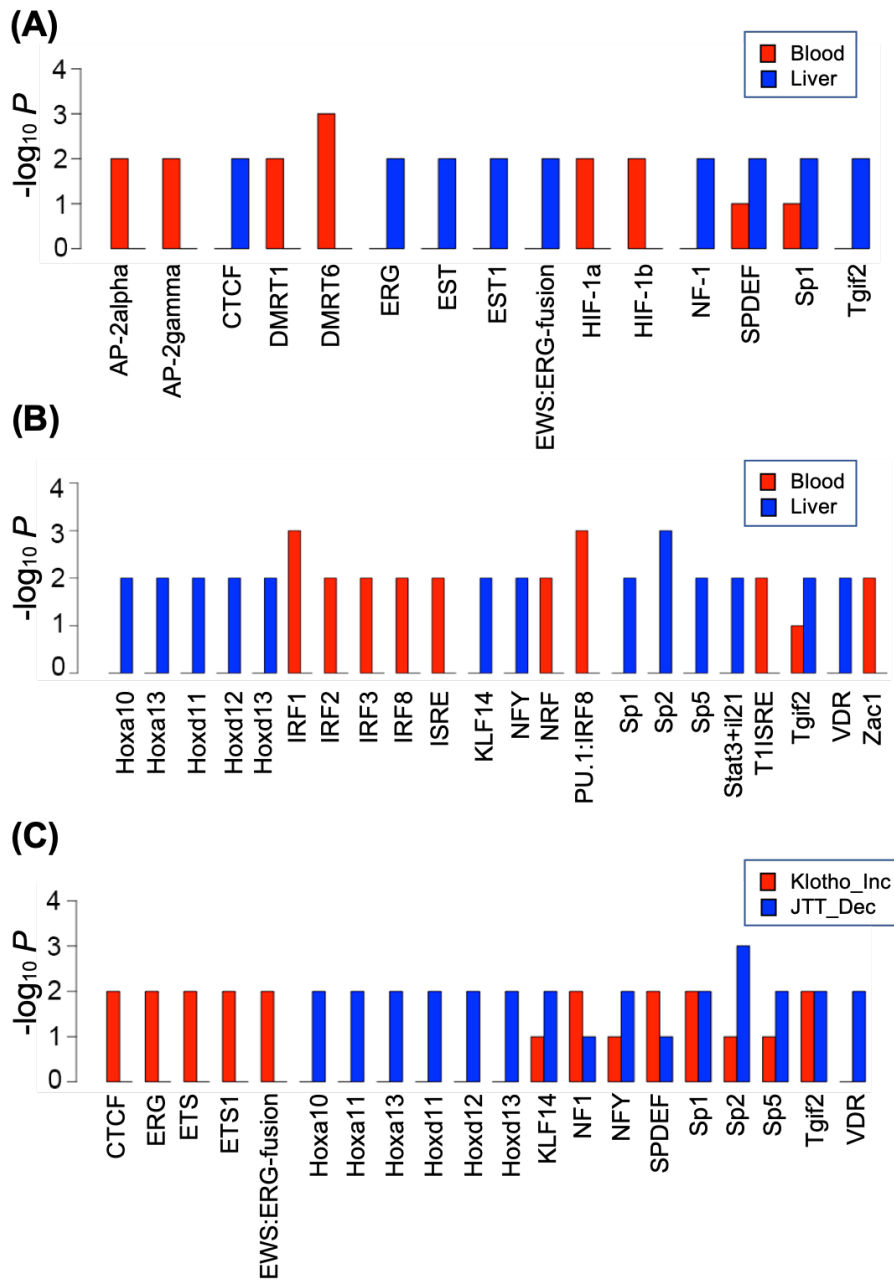 (A)
Blood
Liver
-log10 P
4
3
2
1
0
AP-2alpha
AP-2gamma
CTCF
DMRT1
DMRT6
ERG
EST
EST1
EWS:ERG-fusion
HIF-1a
HIF-1b
NF-1
SPDEF
Sp1
Tgif2
(B)
Blood
Liver
-log10 P
4
3
2
1
0
Hoxa10
Hoxa13
Hoxd11
Hoxd12
Hoxd13
IRF1
IRF2
IRF3
IRF8
ISRE
KLF14
NFY
NRF
PU.1:IRF8
Sp1
Sp2
Sp5
Stat3+il21
T1ISRE
Tgif2
VDR
Zac1
(C)
Klotho_Inc
JTT_Dec
-log10 P
4
3
2
1
0
CTCF
ERG
ETS
ETS1
EWS:ERG-fusion
Hoxa10
Hoxa11
Hoxa13
Hoxd11
Hoxd12
Hoxd13
KLF14
NF1
NFY
SPDEF
Sp1
Sp2
Sp5
Tgif2
VDR